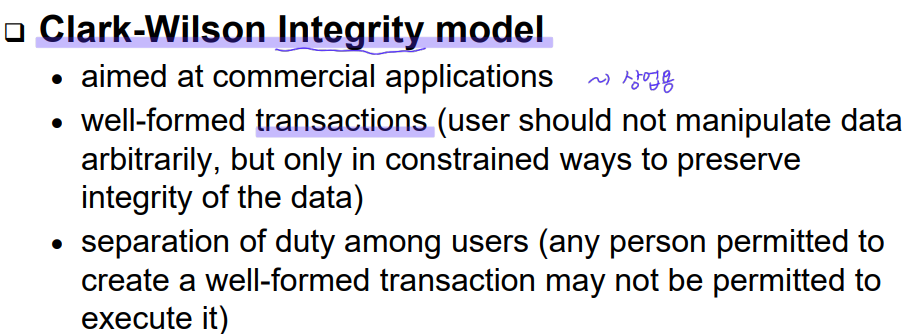 ❑ Clark-Wilson Integrity model
• aimed at commercial applications ~) 상업용
• well-formed transactions (user should not manipulate data
arbitrarily, but only in constrained ways to preserve
integrity of the data)
• separation of duty among users (any person permitted to
create a well-formed transaction may not be permitted to
execute it)